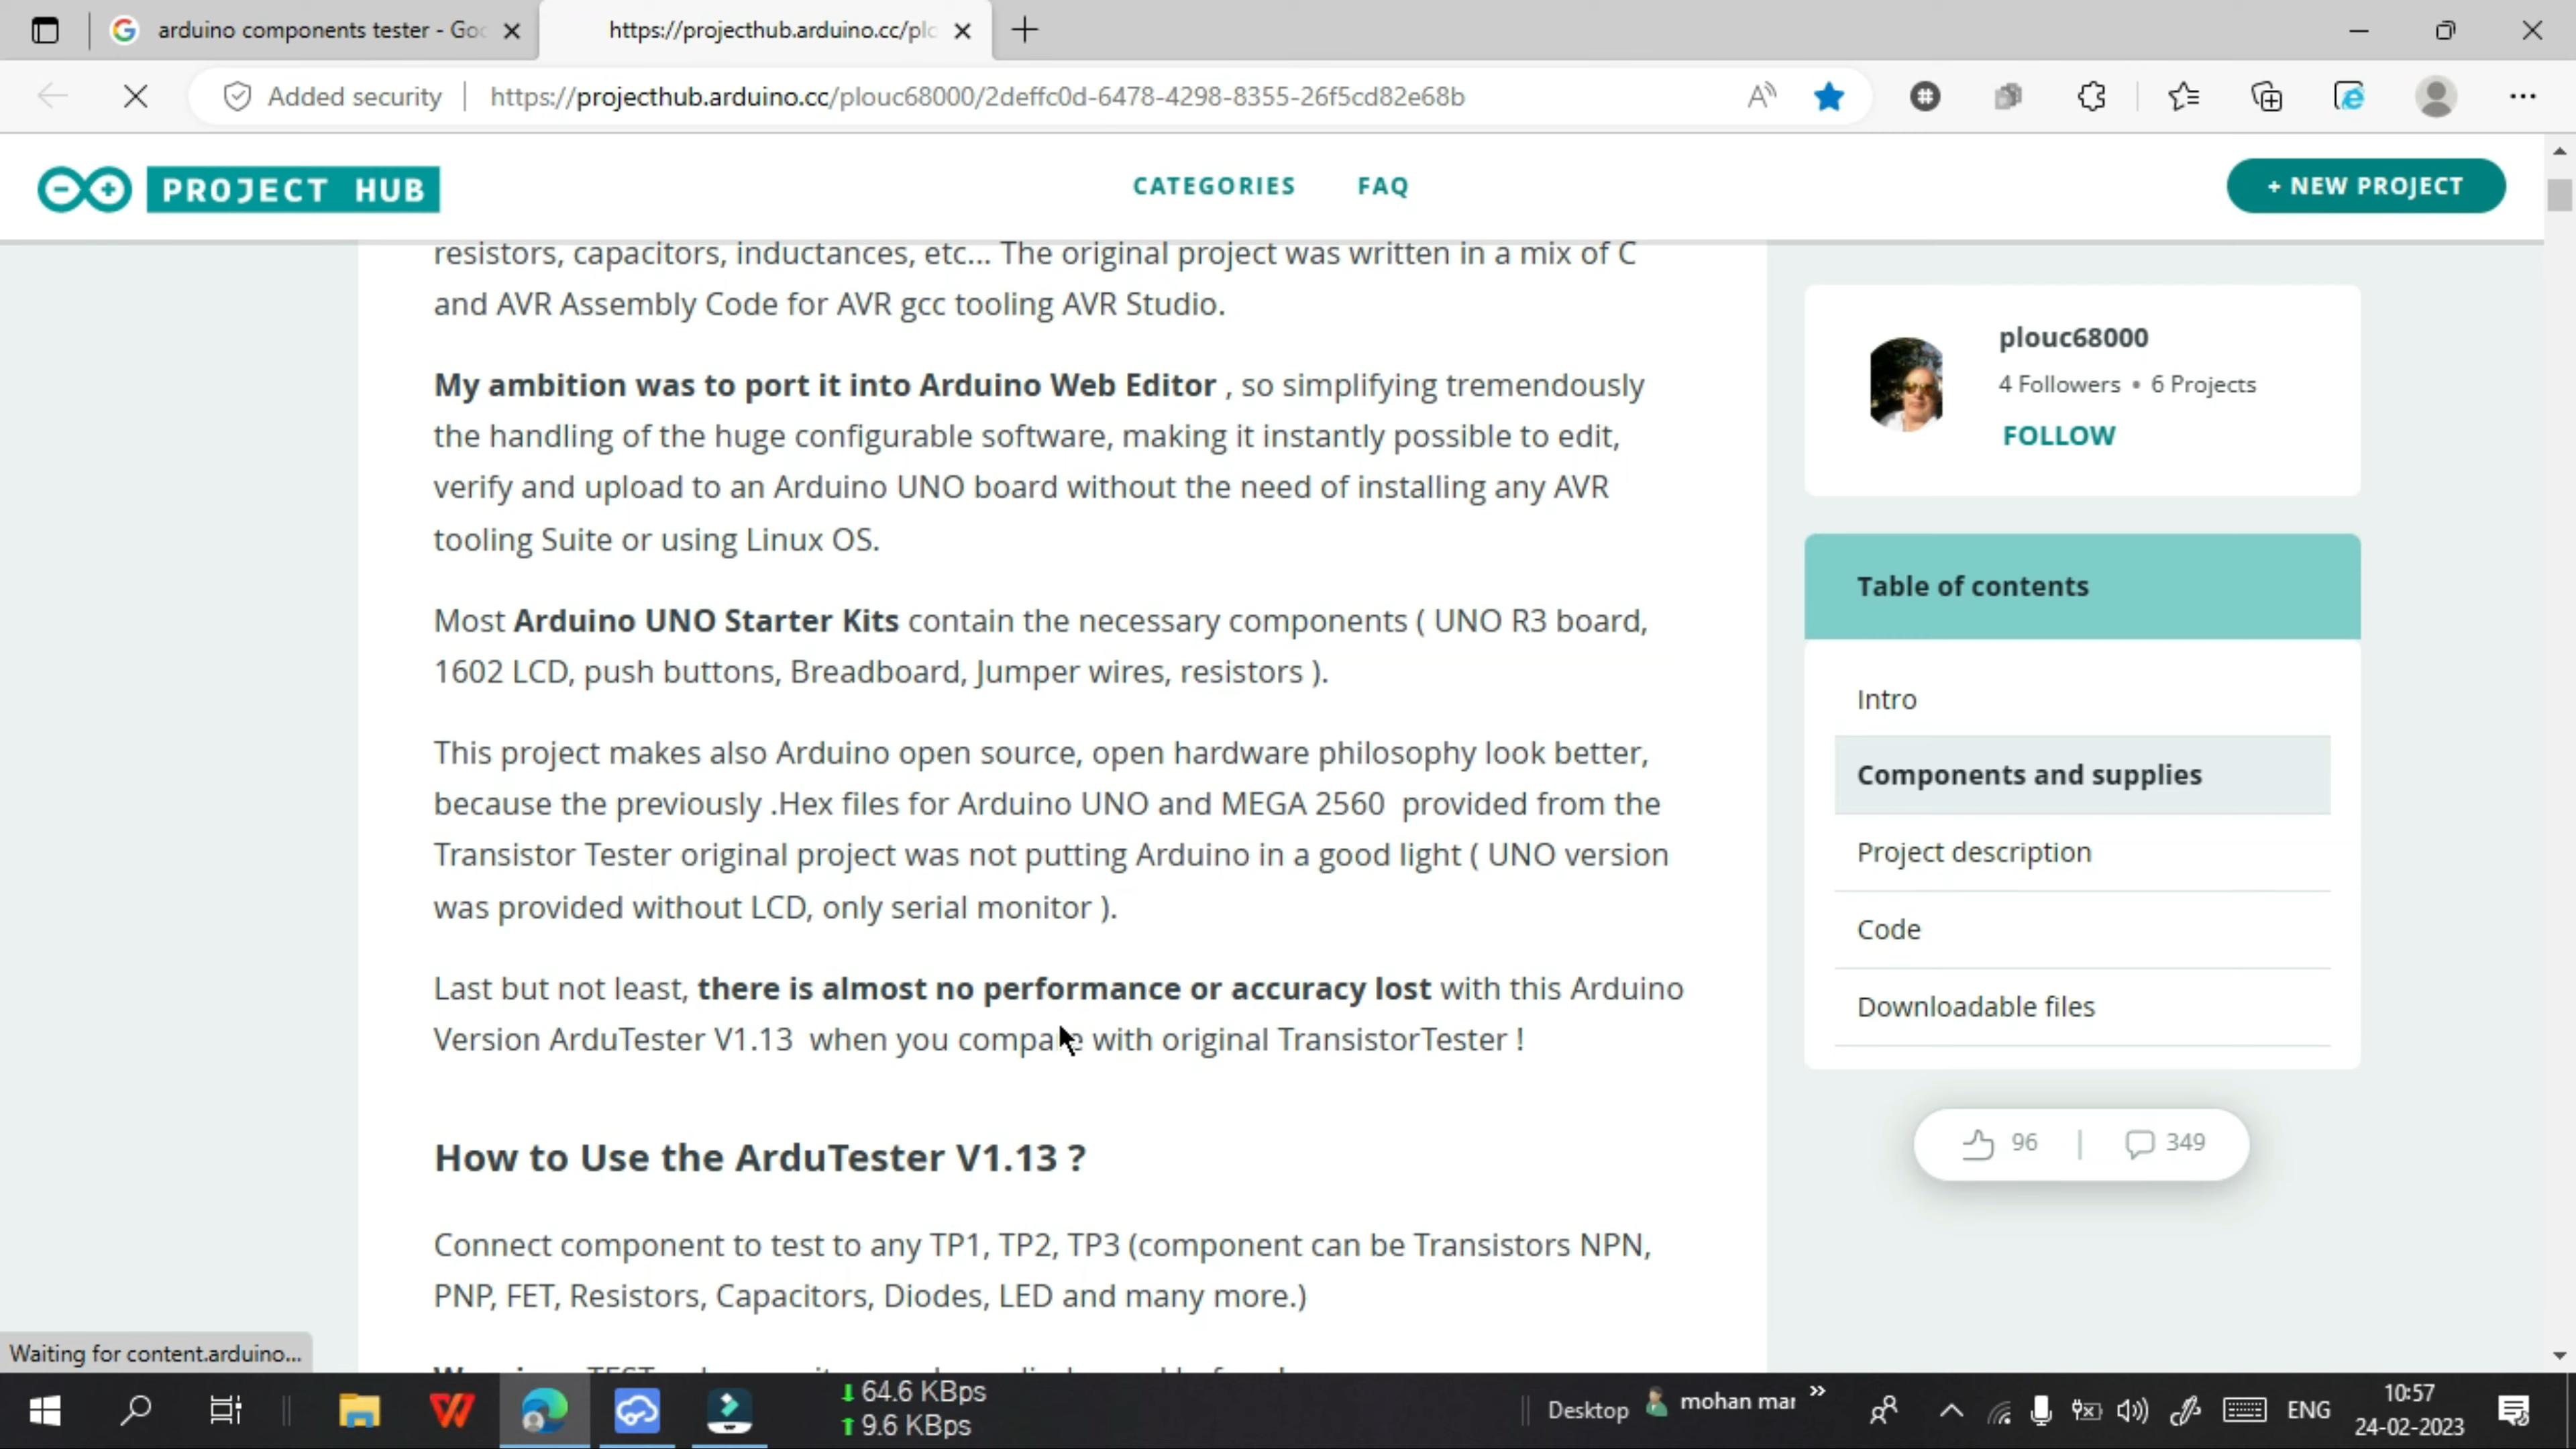 arduino components tester - Goo
https://projecthub.arduino.cc/plo
Added security
https://projecthub.arduino.cc/plouc68000/2deffc0d-6478-4298-8355-26f5cd82e68b
PROJECT HUB
CATEGORIES
FAQ
+ NEW PROJECT
resistors, capacitors, inductances, etc... The original project was written in a mix of C
and AVR Assembly Code for AVR gcc tooling AVR Studio.
My ambition was to port it into Arduino Web Editor , so simplifying tremendously
the handling of the huge configurable software, making it instantly possible to edit,
verify and upload to an Arduino UNO board without the need of installing any AVR
tooling Suite or using Linux OS.
Most Arduino UNO Starter Kits contain the necessary components ( UNO R3 board,
1602 LCD, push buttons, Breadboard, Jumper wires, resistors ).
This project makes also Arduino open source, open hardware philosophy look better,
because the previously .Hex files for Arduino UNO and MEGA 2560 provided from the
Transistor Tester original project was not putting Arduino in a good light ( UNO version
was provided without LCD, only serial monitor ).
Last but not least, there is almost no performance or accuracy lost with this Arduino
Version ArduTester V1.13 when you compare with original TransistorTester !
How to Use the ArduTester V1.13 ?
Connect component to test to any TP1, TP2, TP3 (component can be Transistors NPN,
PNP, FET, Resistors, Capacitors, Diodes, LED and many more.)
plouc68000
4 Followers • 6 Projects
FOLLOW
Table of contents
Intro
Components and supplies
Project description
Code
Downloadable files
96
349
Waiting for content.arduino...
64.6 KBps
9.6 KBps
Desktop
mohan mar
ENG
10:57
24-02-2023